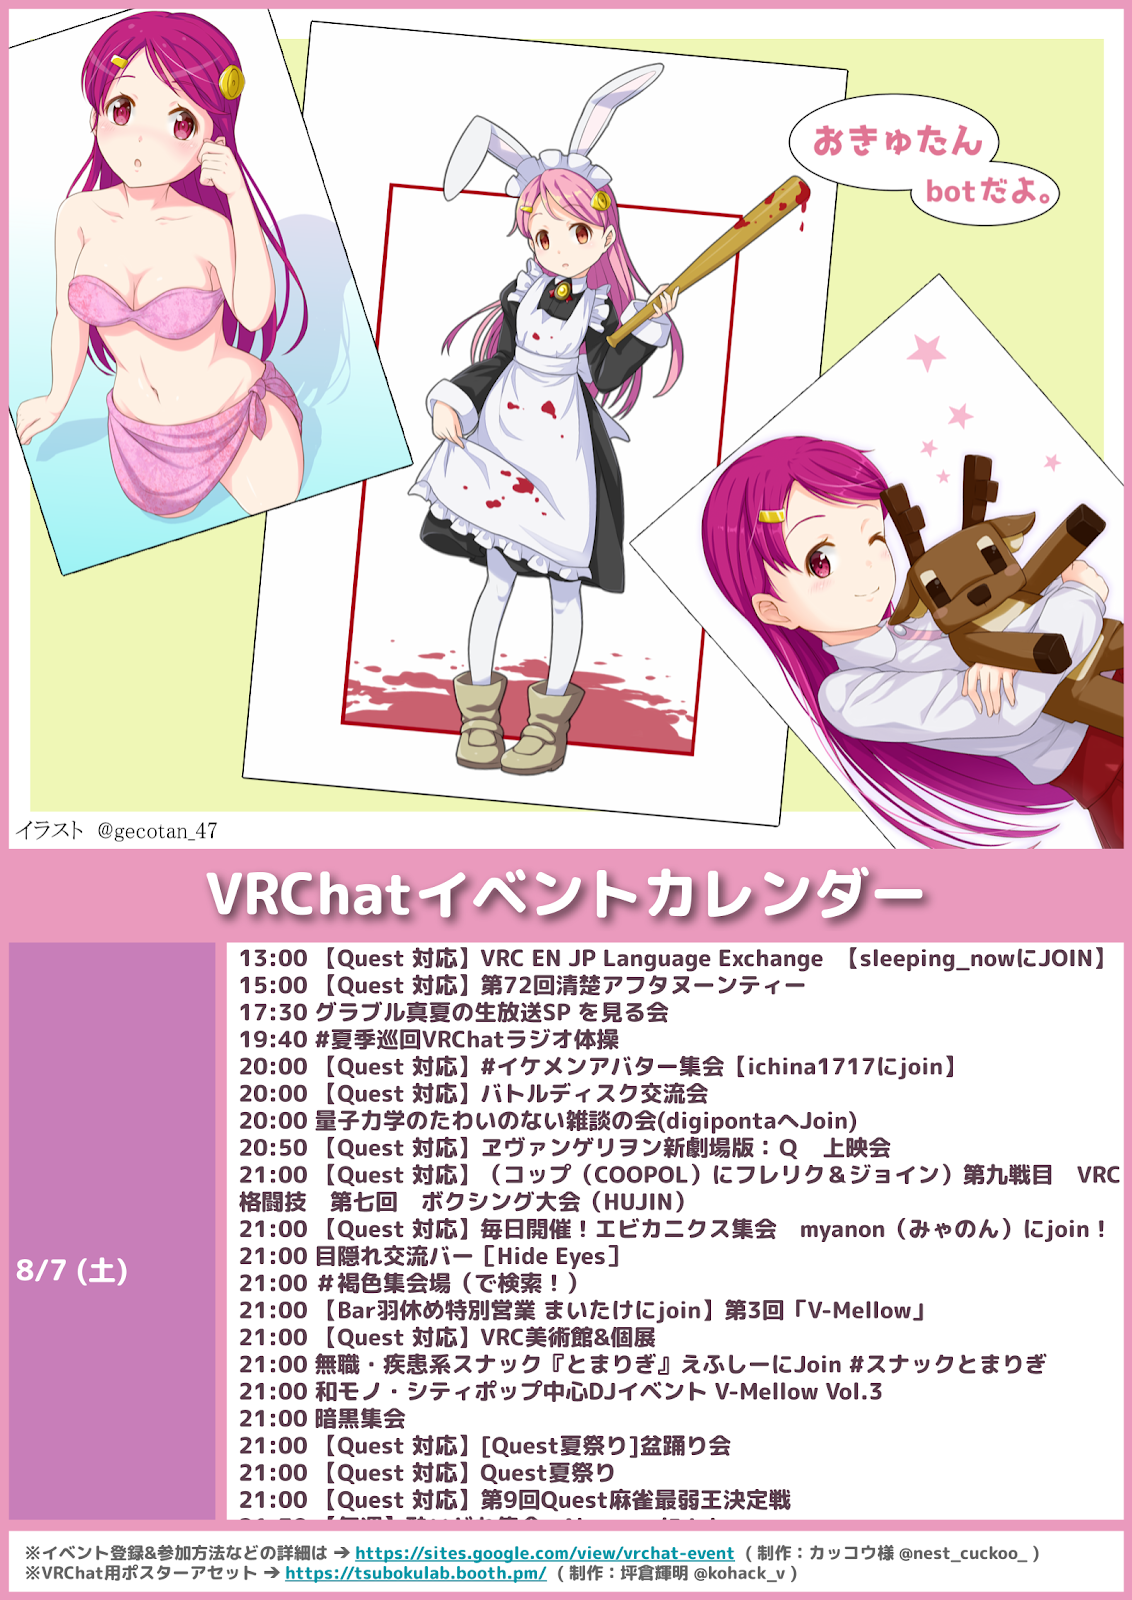 おきゅたん
botだよ。
イラスト @gecotan_47
VRChatイベントカレンダー
8/7 (土)
13:00 【Quest 対応】VRC EN JP Language Exchange 【sleeping_nowにJOIN】
15:00 【Quest 対応】第72回清楚アフタヌーンティー
17:30 グラブル真夏の生放送SP を見る会
19:40 #夏季巡回VRChatラジオ体操
20:00 【Quest 対応】#イケメンアバター集会【ichina1717にjoin】
20:00 【Quest 対応】バトルディスク交流会
20:00 量子力学のたわいのない雑談の会(digipontaへJoin)
20:50 【Quest 対応】ヱヴァンゲリヲン新劇場版：Ｑ　上映会
21:00 【Quest 対応】（コップ（COOPOL）にフレリク＆ジョイン）第九戦目　VRC
格闘技　第七回　ボクシング大会（HUJIN）
21:00 【Quest 対応】毎日開催！エビカニクス集会　myanon（みゃのん）にjoin！
21:00 目隠れ交流バー［Hide Eyes］
21:00 ＃褐色集会場（で検索！）
21:00 【Bar羽休め特別営業 まいたけにjoin】第3回「V-Mellow」
21:00 【Quest 対応】VRC美術館&個展
21:00 無職・疾患系スナック『とまりぎ』えふしーにJoin #スナックとまりぎ
21:00 和モノ・シティポップ中心DJイベント V-Mellow Vol.3
21:00 暗黒集会
21:00 【Quest 対応】[Quest夏祭り]盆踊り会
21:00 【Quest 対応】Quest夏祭り
21:00 【Quest 対応】第9回Quest麻雀最弱王決定戦
※イベント登録&参加方法などの詳細は → https://sites.google.com/view/vrchat-event ( 制作：カッコウ様 @nest_cuckoo_ )
※VRChat用ポスターアセット → https://tsubokulab.booth.pm/ ( 制作：坪倉輝明 @kohack_v )